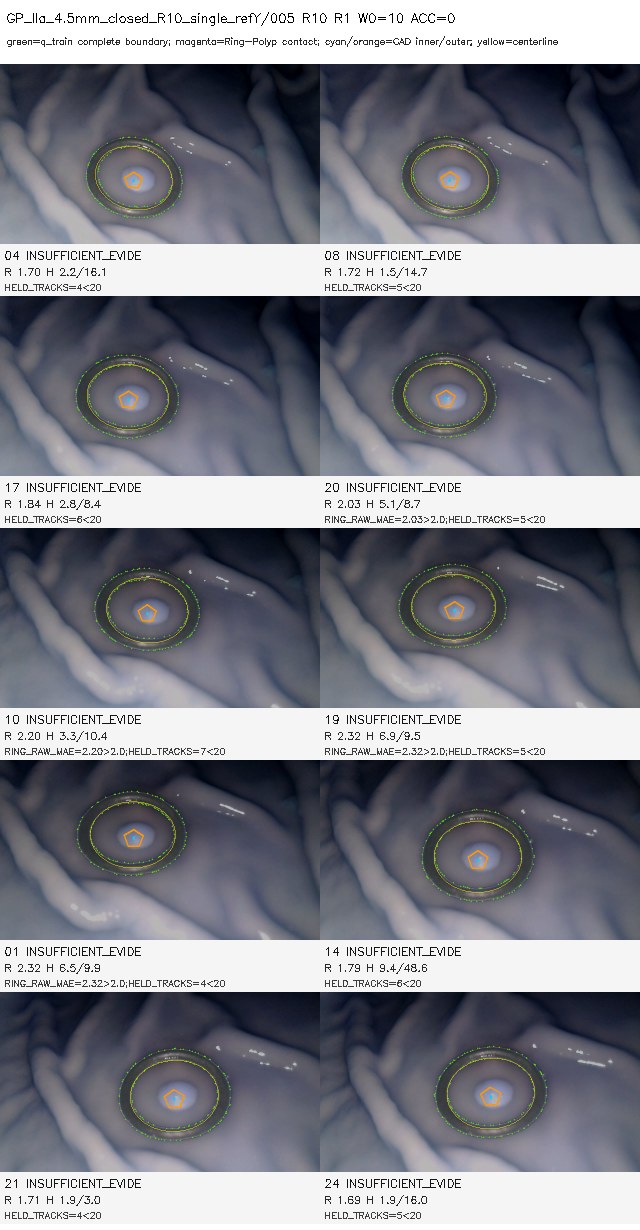 GP_IIa_4.5mm_closed_R10_single_refY/005 R10 R1 WO=10 ACC=0
green=q_train complete boundary; magenta=Ring-Polyp contact; cyan/orange=CAD inner/outer; yellow=centerline
04 INSUFFICIENT_EVIDE
R 1.70 H 2.2/16.1
HELD_TRACKS=4<20
08 INSUFFICIENT_EVIDE
R 1.72 H 1.5/14.7
HELD_TRACKS=5<20
17 INSUFFICIENT_EVIDE
R 1.84 H 2.8/8.4
HELD_TRACKS=6<20
20 INSUFFICIENT_EVIDE
R 2.03 H 5.1/8.7
RING_RAW_MAE=2.03>2.0;HELD_TRACKS=5<20
10 INSUFFICIENT_EVIDE
R 2.20 H 3.3/10.4
RING_RAW_MAE=2.20>2.0;HELD_TRACKS=7<20
19 INSUFFICIENT_EVIDE
R 2.32 H 6.9/9.5
RING_RAW_MAE=2.32>2.0;HELD_TRACKS=5<20
01 INSUFFICIENT_EVIDE
R 2.32 H 6.5/9.9
RING_RAW_MAE=2.32>2.0;HELD_TRACKS=4<20
14 INSUFFICIENT_EVIDE
R 1.79 H 9.4/48.6
HELD_TRACKS=6<20
21 INSUFFICIENT_EVIDE
R 1.71 H 1.9/3.0
HELD_TRACKS=4<20
24 INSUFFICIENT_EVIDE
R 1.69 H 1.9/16.0
HELD_TRACKS=5<20